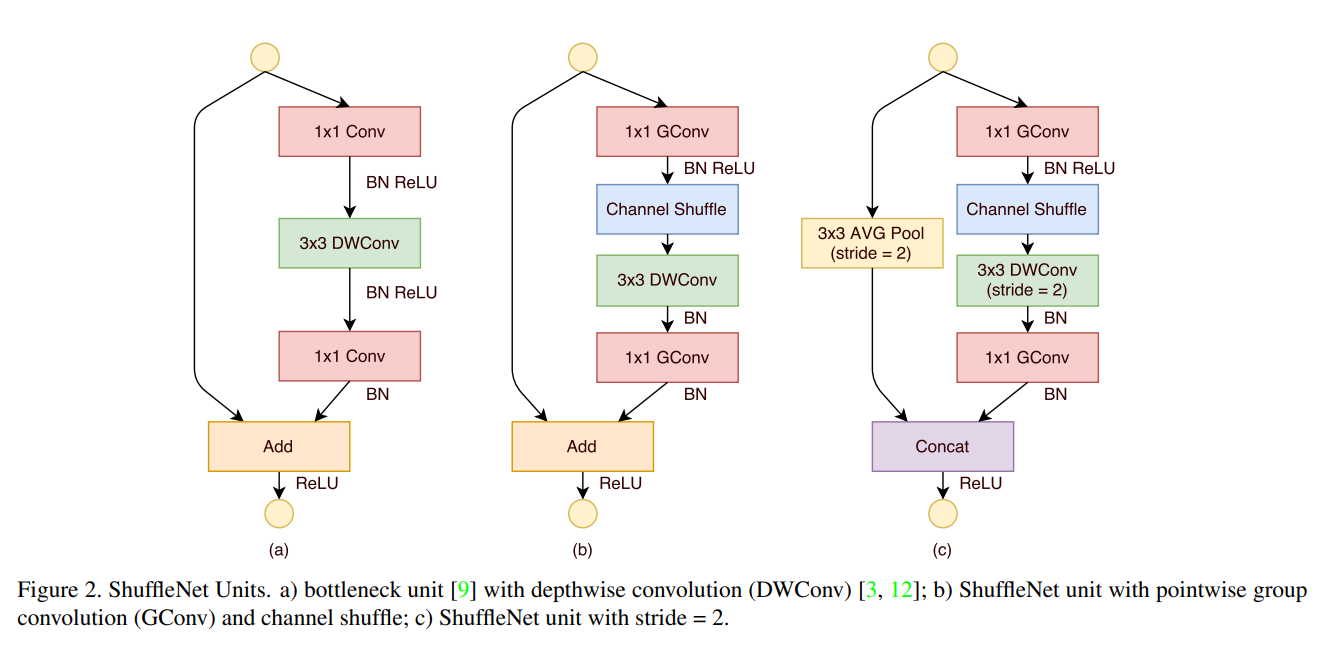 1x1 Conv
BN ReLU
3x3 DWConv
BN ReLU
1x1 Conv
BN
Add
ReLU
(a)
1x1 GConv
BN ReLU
Channel Shuffle
3x3 DWConv
BN
1x1 GConv
BN
Add
ReLU
(b)
3x3 AVG Pool
(stride = 2)
1x1 GConv
BN ReLU
Channel Shuffle
3x3 DWConv
(stride = 2)
BN
1x1 GConv
BN
Concat
ReLU
(c)
Figure 2. ShuffleNet Units. a) bottleneck unit [9] with depthwise convolution (DWConv) [3, 12]; b) ShuffleNet unit with pointwise group
convolution (GConv) and channel shuffle; c) ShuffleNet unit with stride = 2.